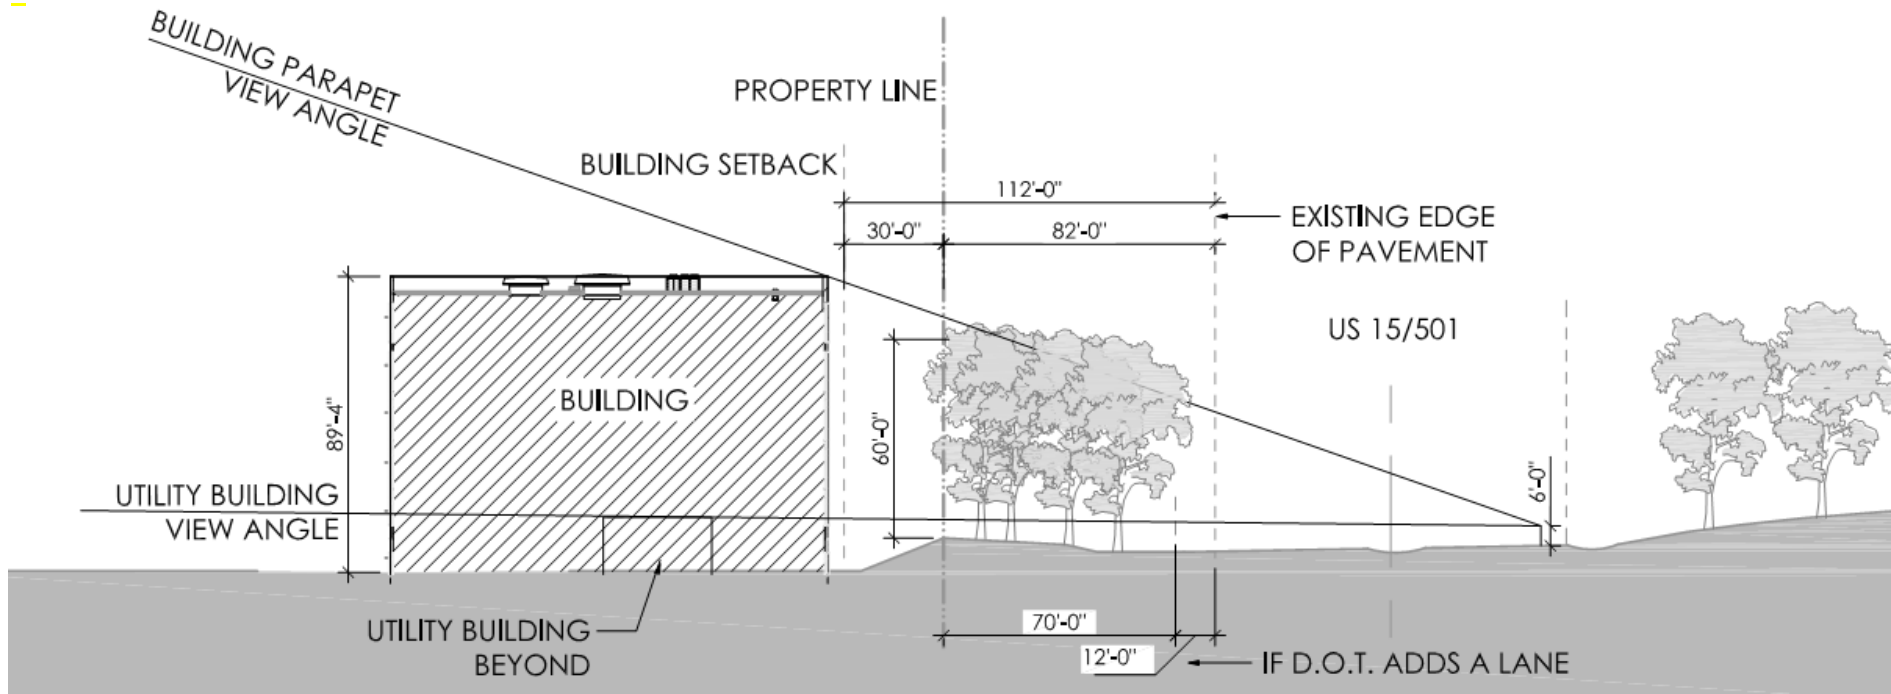 BUILDING PARAPET
VIEW ANGLE
PROPERTY LINE
BUILDING SETBACK
112'-0"
30'-0"
82'-0"
EXISTING EDGE
OF PAVEMENT
US 15/501
89'-4"
BUILDING
60'-0"
6'-0"
UTILITY BUILDING
VIEW ANGLE
UTILITY BUILDING
BEYOND
70'-0"
12'-0"
IF D.O.T. ADDS A LANE